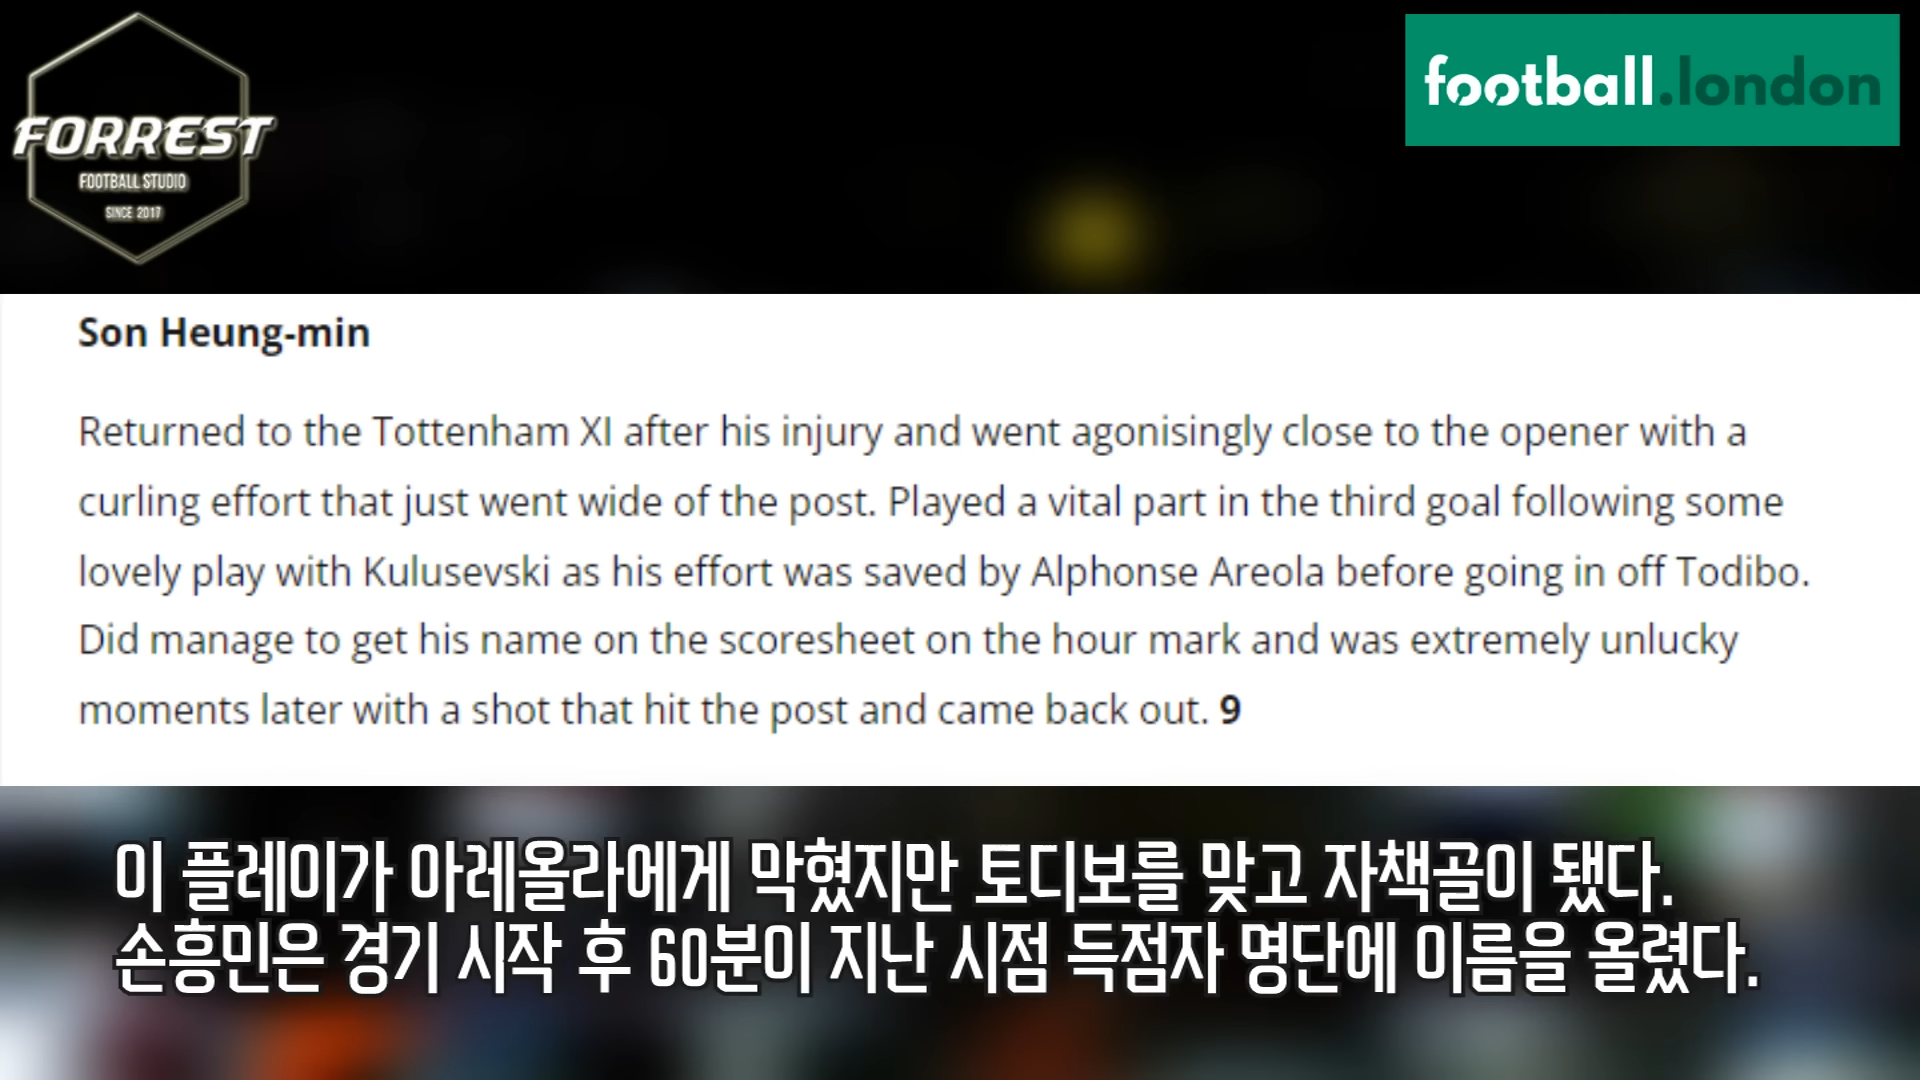 FORREST
FOOTBALL STUDIO
SINCE 2017
football.london
Son Heung-min
Returned to the Tottenham XI after his injury and went agonisingly close to the opener with a
curling effort that just went wide of the post. Played a vital part in the third goal following some
lovely play with Kulusevski as his effort was saved by Alphonse Areola before going in off Todibo.
Did manage to get his name on the scoresheet on the hour mark and was extremely unlucky
moments later with a shot that hit the post and came back out. 9
이 플레이가 아레올라에게 막혔지만 토디보를 맞고 자책골이 됐다.
손흥민은 경기 시작 후 60분이 지난 시점 득점자 명단에 이름을 올렸다.